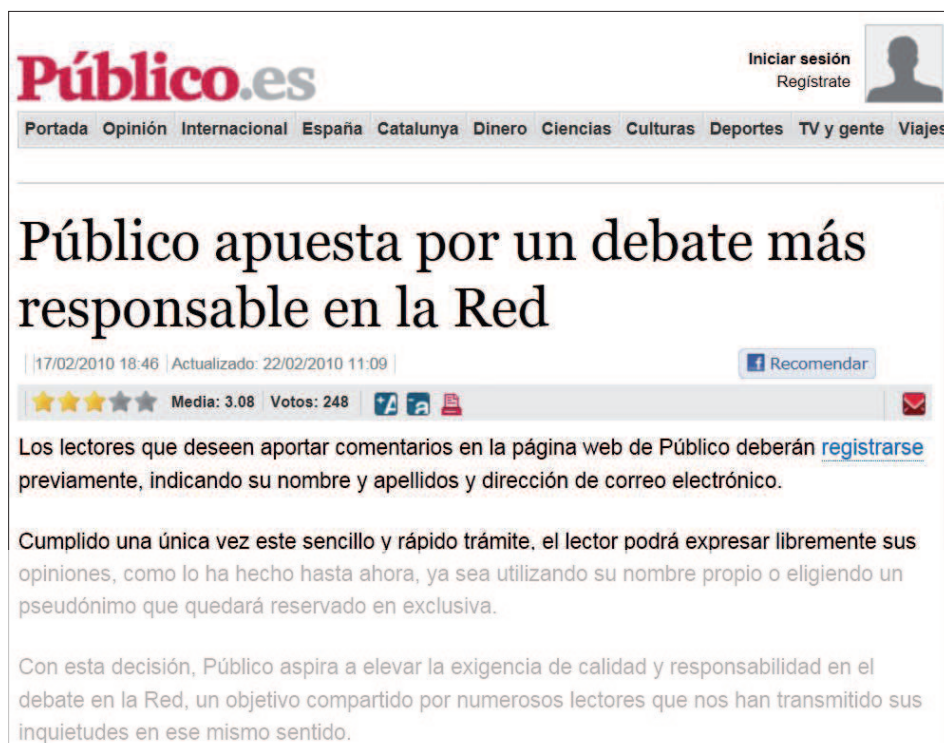 Público.es
Iniciar sesión
Regístrate
Portada Opinión Internacional España Catalunya Dinero Ciencias Culturas Deportes TV y gente Viajes
Público apuesta por un debate más
responsable en la Red
17/02/2010 18:46 Actualizado: 22/02/2010 11:09
Recomendar
Media: 3.08 Votos: 248
Los lectores que deseen aportar comentarios en la página web de Público deberán registrarse
previamente, indicando su nombre y apellidos y dirección de correo electrónico.
Cumplido una única vez este sencillo y rápido trámite, el lector podrá expresar libremente sus
opiniones, como lo ha hecho hasta ahora, ya sea utilizando su nombre propio o eligiendo un
pseudónimo que quedará reservado en exclusiva.
Con esta decisión, Público aspira a elevar la exigencia de calidad y responsabilidad en el
debate en la Red, un objetivo compartido por numerosos lectores que nos han transmitido sus
inquietudes en ese mismo sentido.